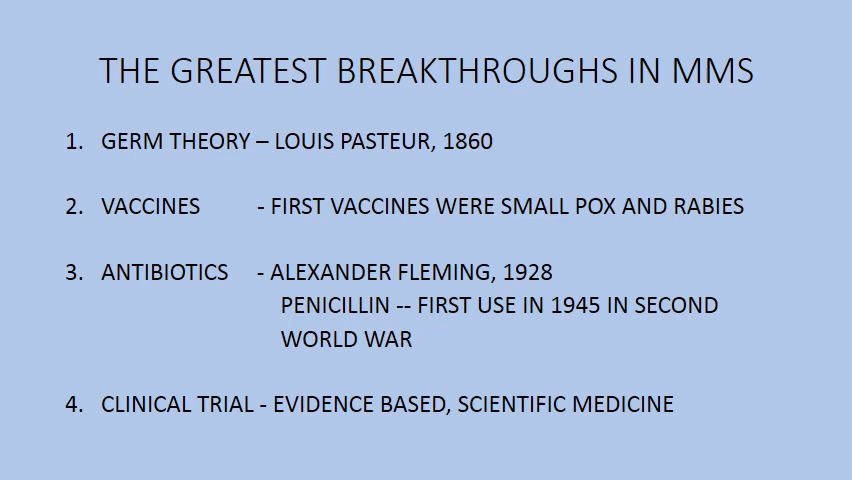 THE GREATEST BREAKTHROUGHS IN MMS
1. GERM THEORY – LOUIS PASTEUR, 1860
2. VACCINES - FIRST VACCINES WERE SMALL POX AND RABIES
3. ANTIBIOTICS - ALEXANDER FLEMING, 1928
PENICILLIN -- FIRST USE IN 1945 IN SECOND
WORLD WAR
4. CLINICAL TRIAL - EVIDENCE BASED, SCIENTIFIC MEDICINE